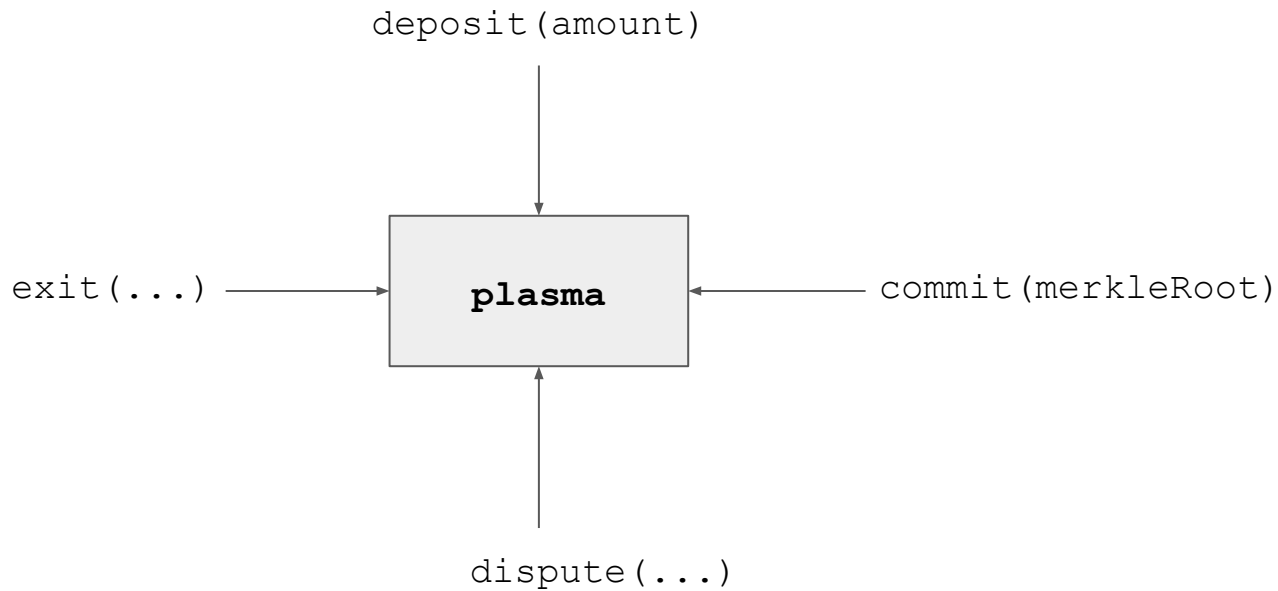 deposit(amount)
exit(...)
plasma
commit(merkleRoot)
dispute(...)